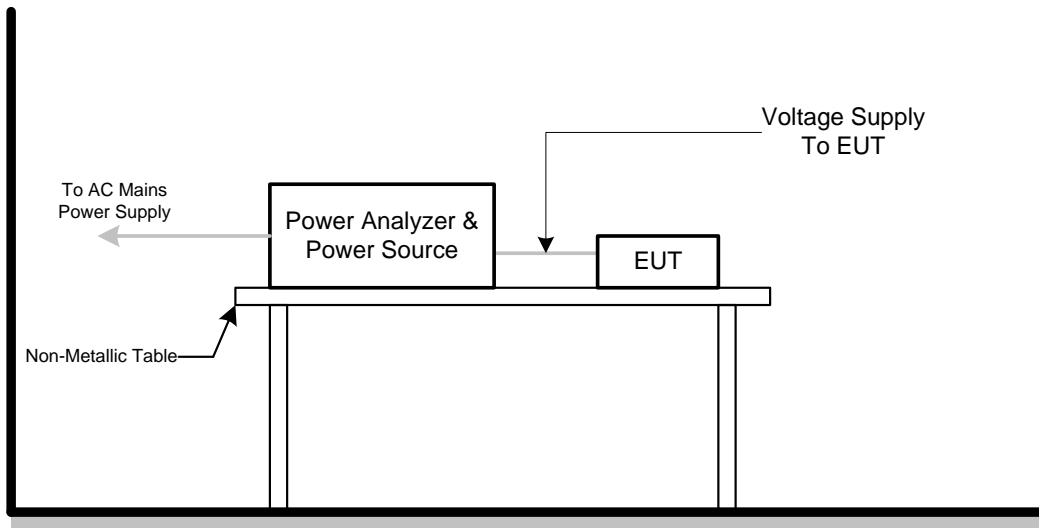 Voltage Supply
To EUT
To AC Mains
Power Supply
Power Analyzer &
Power Source
EUT
Non-Metallic Table